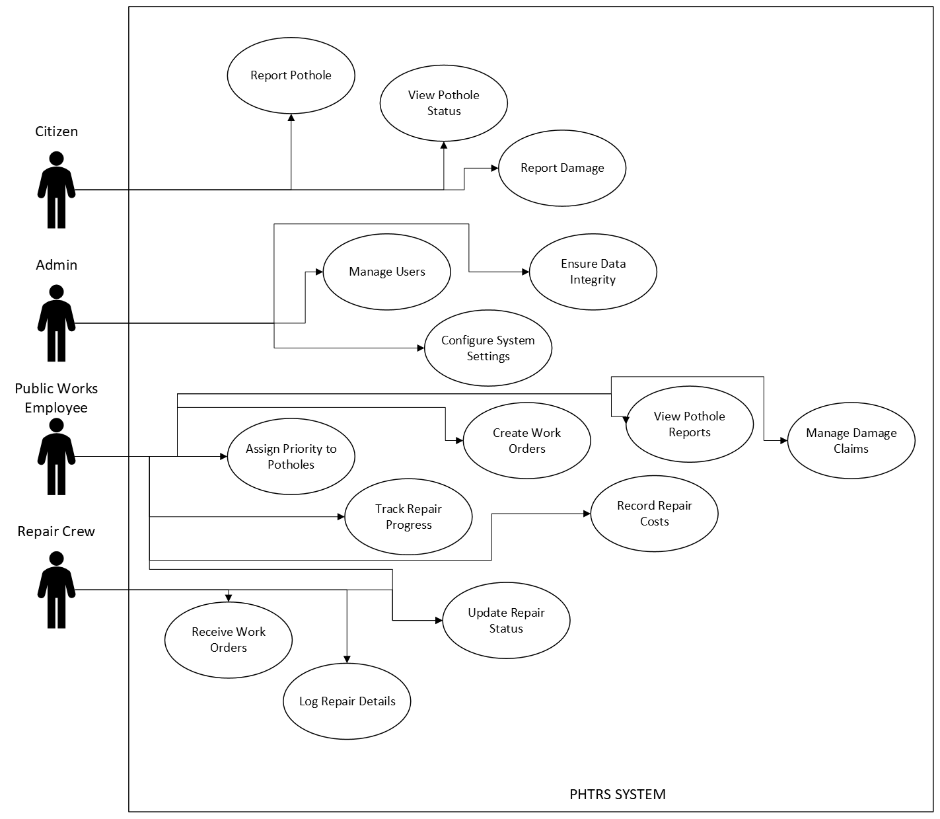 Report Pothole
View Pothole
Status
Citizen
Report Damage
Admin
Manage Users
Ensure Data
Integrity
Configure System
Settings
Public Works
Employee
View Pothole
Reports
Create Work
Orders
Manage Damage
Claims
Assign Priority to
Potholes
Track Repair
Progress
Record Repair
Costs
Repair Crew
Update Repair
Status
Receive Work
Orders
Log Repair Details
PHTRS SYSTEM